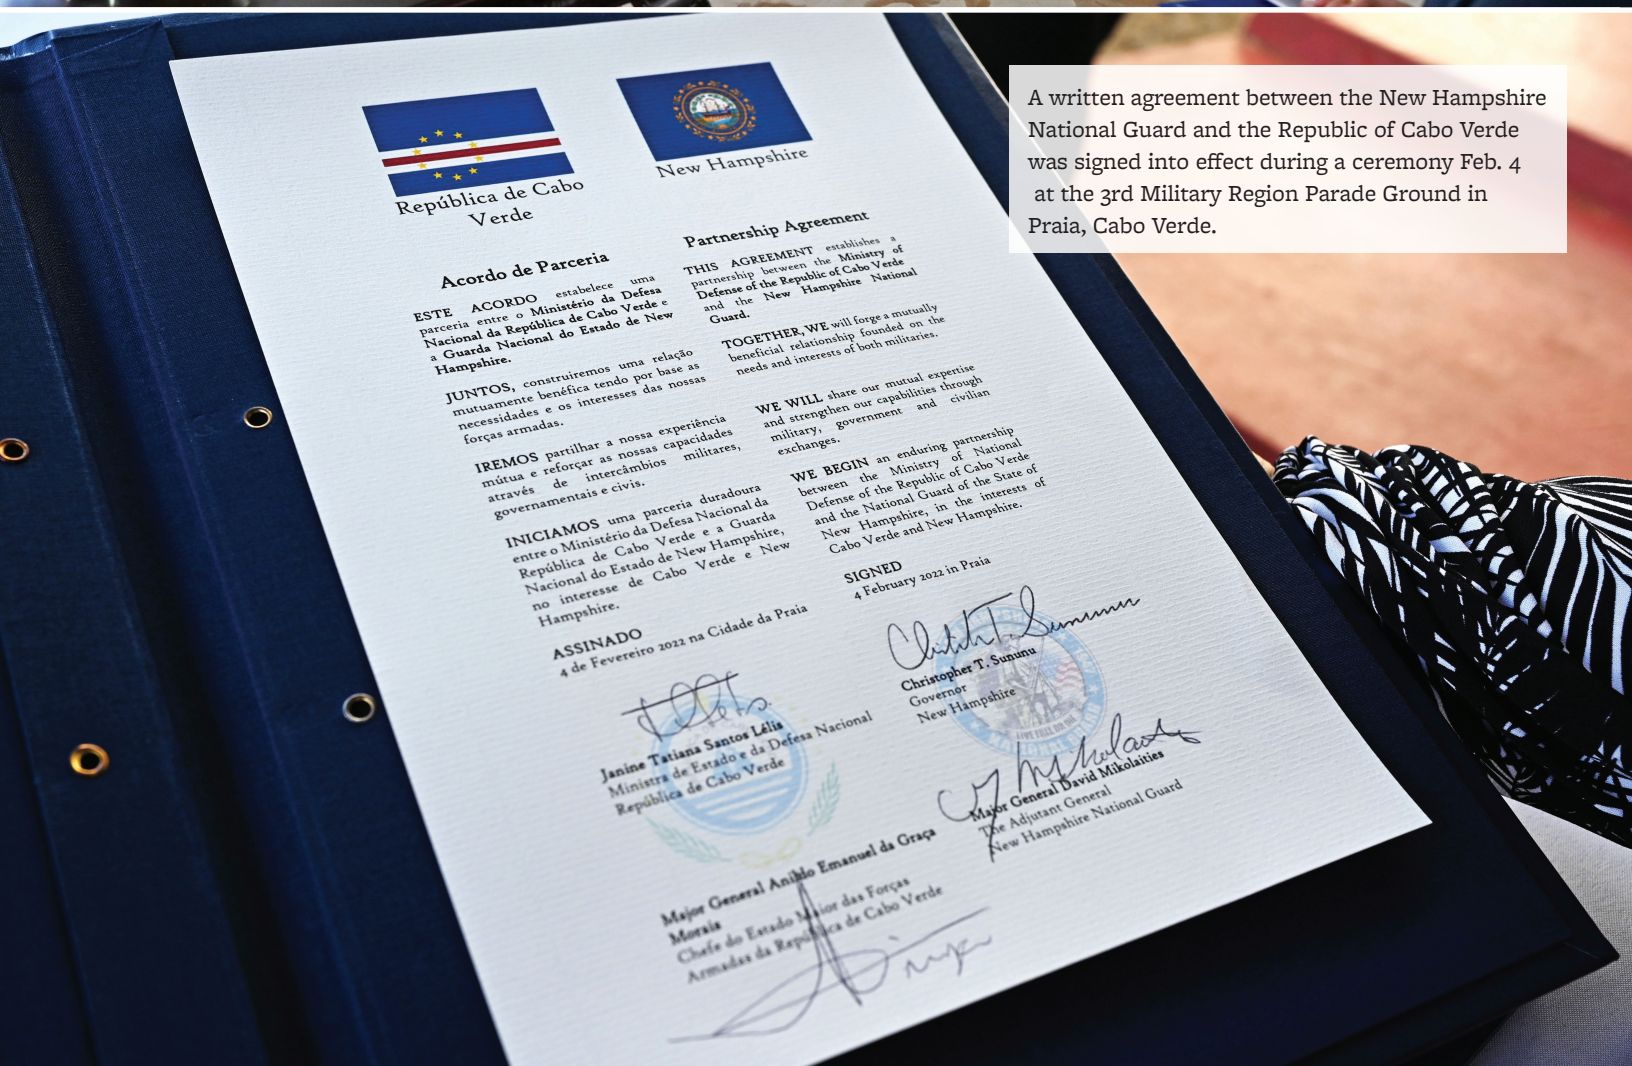 A written agreement between the New Hampshire
National Guard and the Republic of Cabo Verde
was signed into effect during a ceremony Feb. 4
at the 3rd Military Region Parade Ground in
Praia, Cabo Verde.
República de Cabo
Verde
Acordo de Parceria
ESTE ACORDO estabelece uma
parceria entre o Ministério da Defesa
Nacional da República de Cabo Verde e
a Guarda Nacional do Estado de New
Hampshire.
JUNTOS, construiremos uma relação
mutuamente benéfica tendo por base as
necessidades e os interesses das nossas
forças armadas.
IREMOS partilhar a nossa experiência
mútua e reforçar as nossas capacidades
através de intercâmbios militares,
governamentais e civis.
INICIAMOS uma parceria duradoura
entre o Ministério da Defesa Nacional da
República de Cabo Verde e a Guarda
Nacional do Estado de New Hampshire,
no interesse de Cabo Verde e New
Hampshire.
ASSINADO
4 de Fevereiro 2022 na Cidade da Praia
Janine Tatiana Santos Lélis
Ministra de Estado e da Defesa Nacional
República de Cabo Verde
Major General Anildo Emanuel da Graça
Morais
Chefe do Estado Maior das Forças
Armadas da República de Cabo Verde
New Hampshire
Partnership Agreement
THIS AGREEMENT establishes a
partnership between the Ministry of
Defense of the Republic of Cabo Verde
and the New Hampshire National
Guard.
TOGETHER, WE will forge a mutually
beneficial relationship founded on the
needs and interests of both militaries.
WE WILL share our mutual expertise
and strengthen our capabilities through
military, government and civilian
exchanges.
WE BEGIN an enduring partnership
between the Ministry of National
Defense of the Republic of Cabo Verde
and the National Guard of the State of
New Hampshire, in the interests of
Cabo Verde and New Hampshire.
SIGNED
4 February 2022 in Praia
Christopher T. Sununu
Governor
New Hampshire
LIVE FREE OR DIE
NATIONAL GUARD
Major General David Mikolaities
The Adjutant General
New Hampshire National Guard